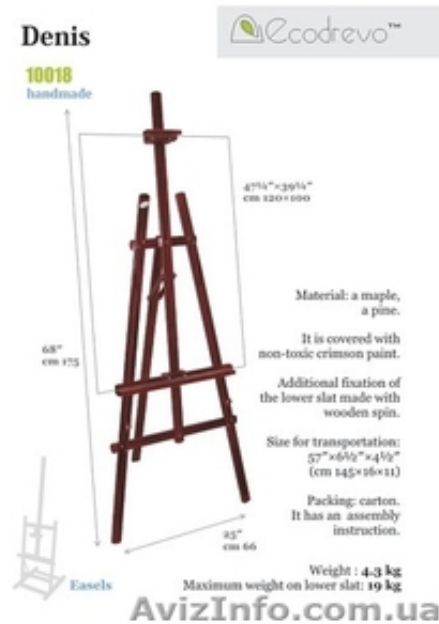 Denis
ecodrevo™
10018
handmade
47¼"×39¼"
cm 120×100
Material: a maple,
a pine.
68"
cm 175
It is covered with
non-toxic crimson paint.
Additional fixation of
the lower slat made with
wooden spin.
Size for transportation:
57"×6½"×4½"
(cm 145×16×11)
Packing: carton.
It has an assembly
instruction.
25"
cm 66
Weight : 4.3 kg
Easels
Maximum weight on lower slat: 19 kg
AvizInfo.com.ua